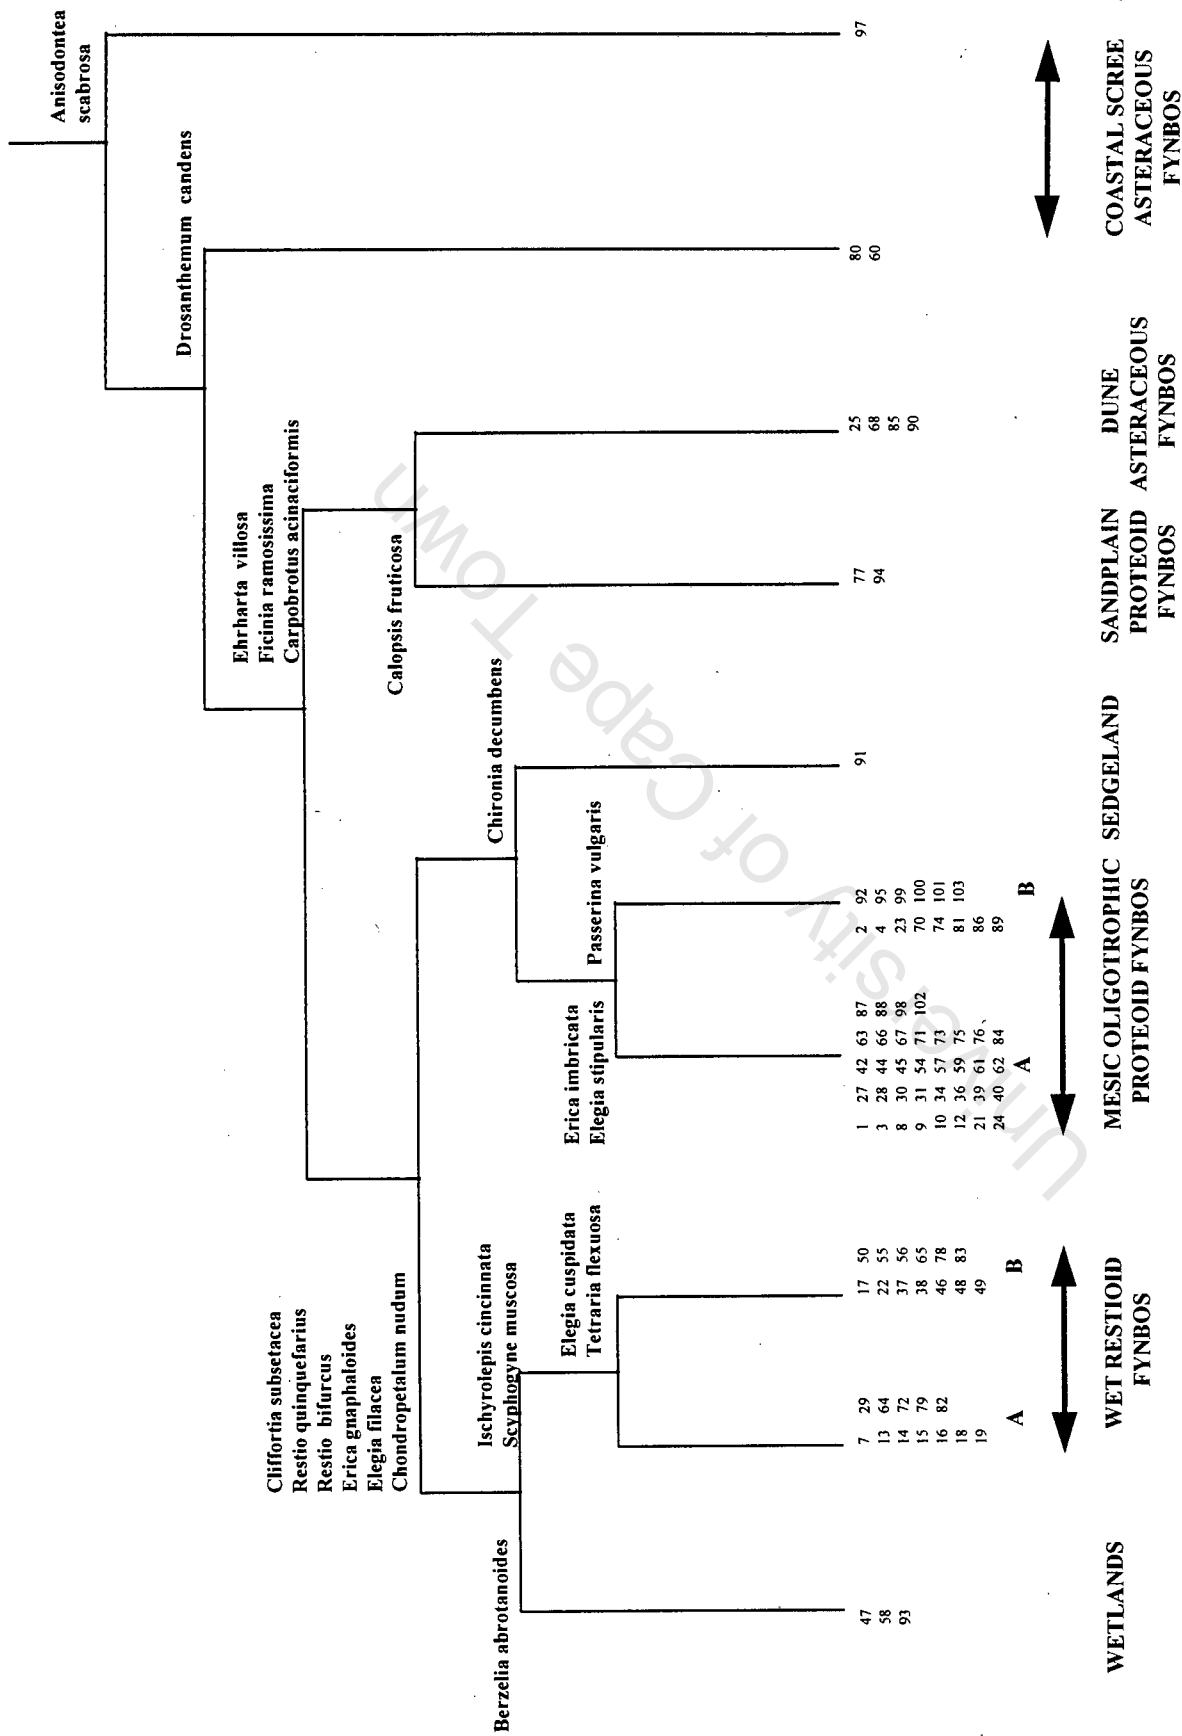 Anisodontea
scabrosa
Drosanthemum candens
Ehrharta villosa
Ficinia ramosissima
Carpobrotus acinaciformis
Cliffortia subsetacea
Restio quinquefarius
Restio bifurcus
Erica gnaphaloides
Elegia filacea
Chondropetalum nudum
Calopsis fruticosa
Berzelia abrotanoides
Ischyrolepis cincinnata
Scyphogyne muscosa
Chironia decumbens
Elegia cuspidata
Tetraria flexuosa
Erica imbricata
Elegia stipularis
Passerina vulgaris
47
58
93
7 29
13 64
14 72
15 79
16 82
18
19
A
17 50
22 55
37 56
38 65
46 78
48 83
49
B
1 27 42 63 87
3 28 44 66 88
8 30 45 67 98
9 31 54 71 102
10 34 57 73
12 36 59 75
21 39 61 76
24 40 62 84
A
2 92
4 95
23 99
70 100
74 101
81 103
86
89
B
91
77
94
25
68
85
90
80
60
97
WETLANDS
WET RESTIOID
FYNBOS
MESIC OLIGOTROPHIC
PROTEOID FYNBOS
SEDGELAND
SANDPLAIN
PROTEOID
FYNBOS
DUNE
ASTERACEOUS
FYNBOS
COASTAL SCREE
ASTERACEOUS
FYNBOS
University of Cape Town